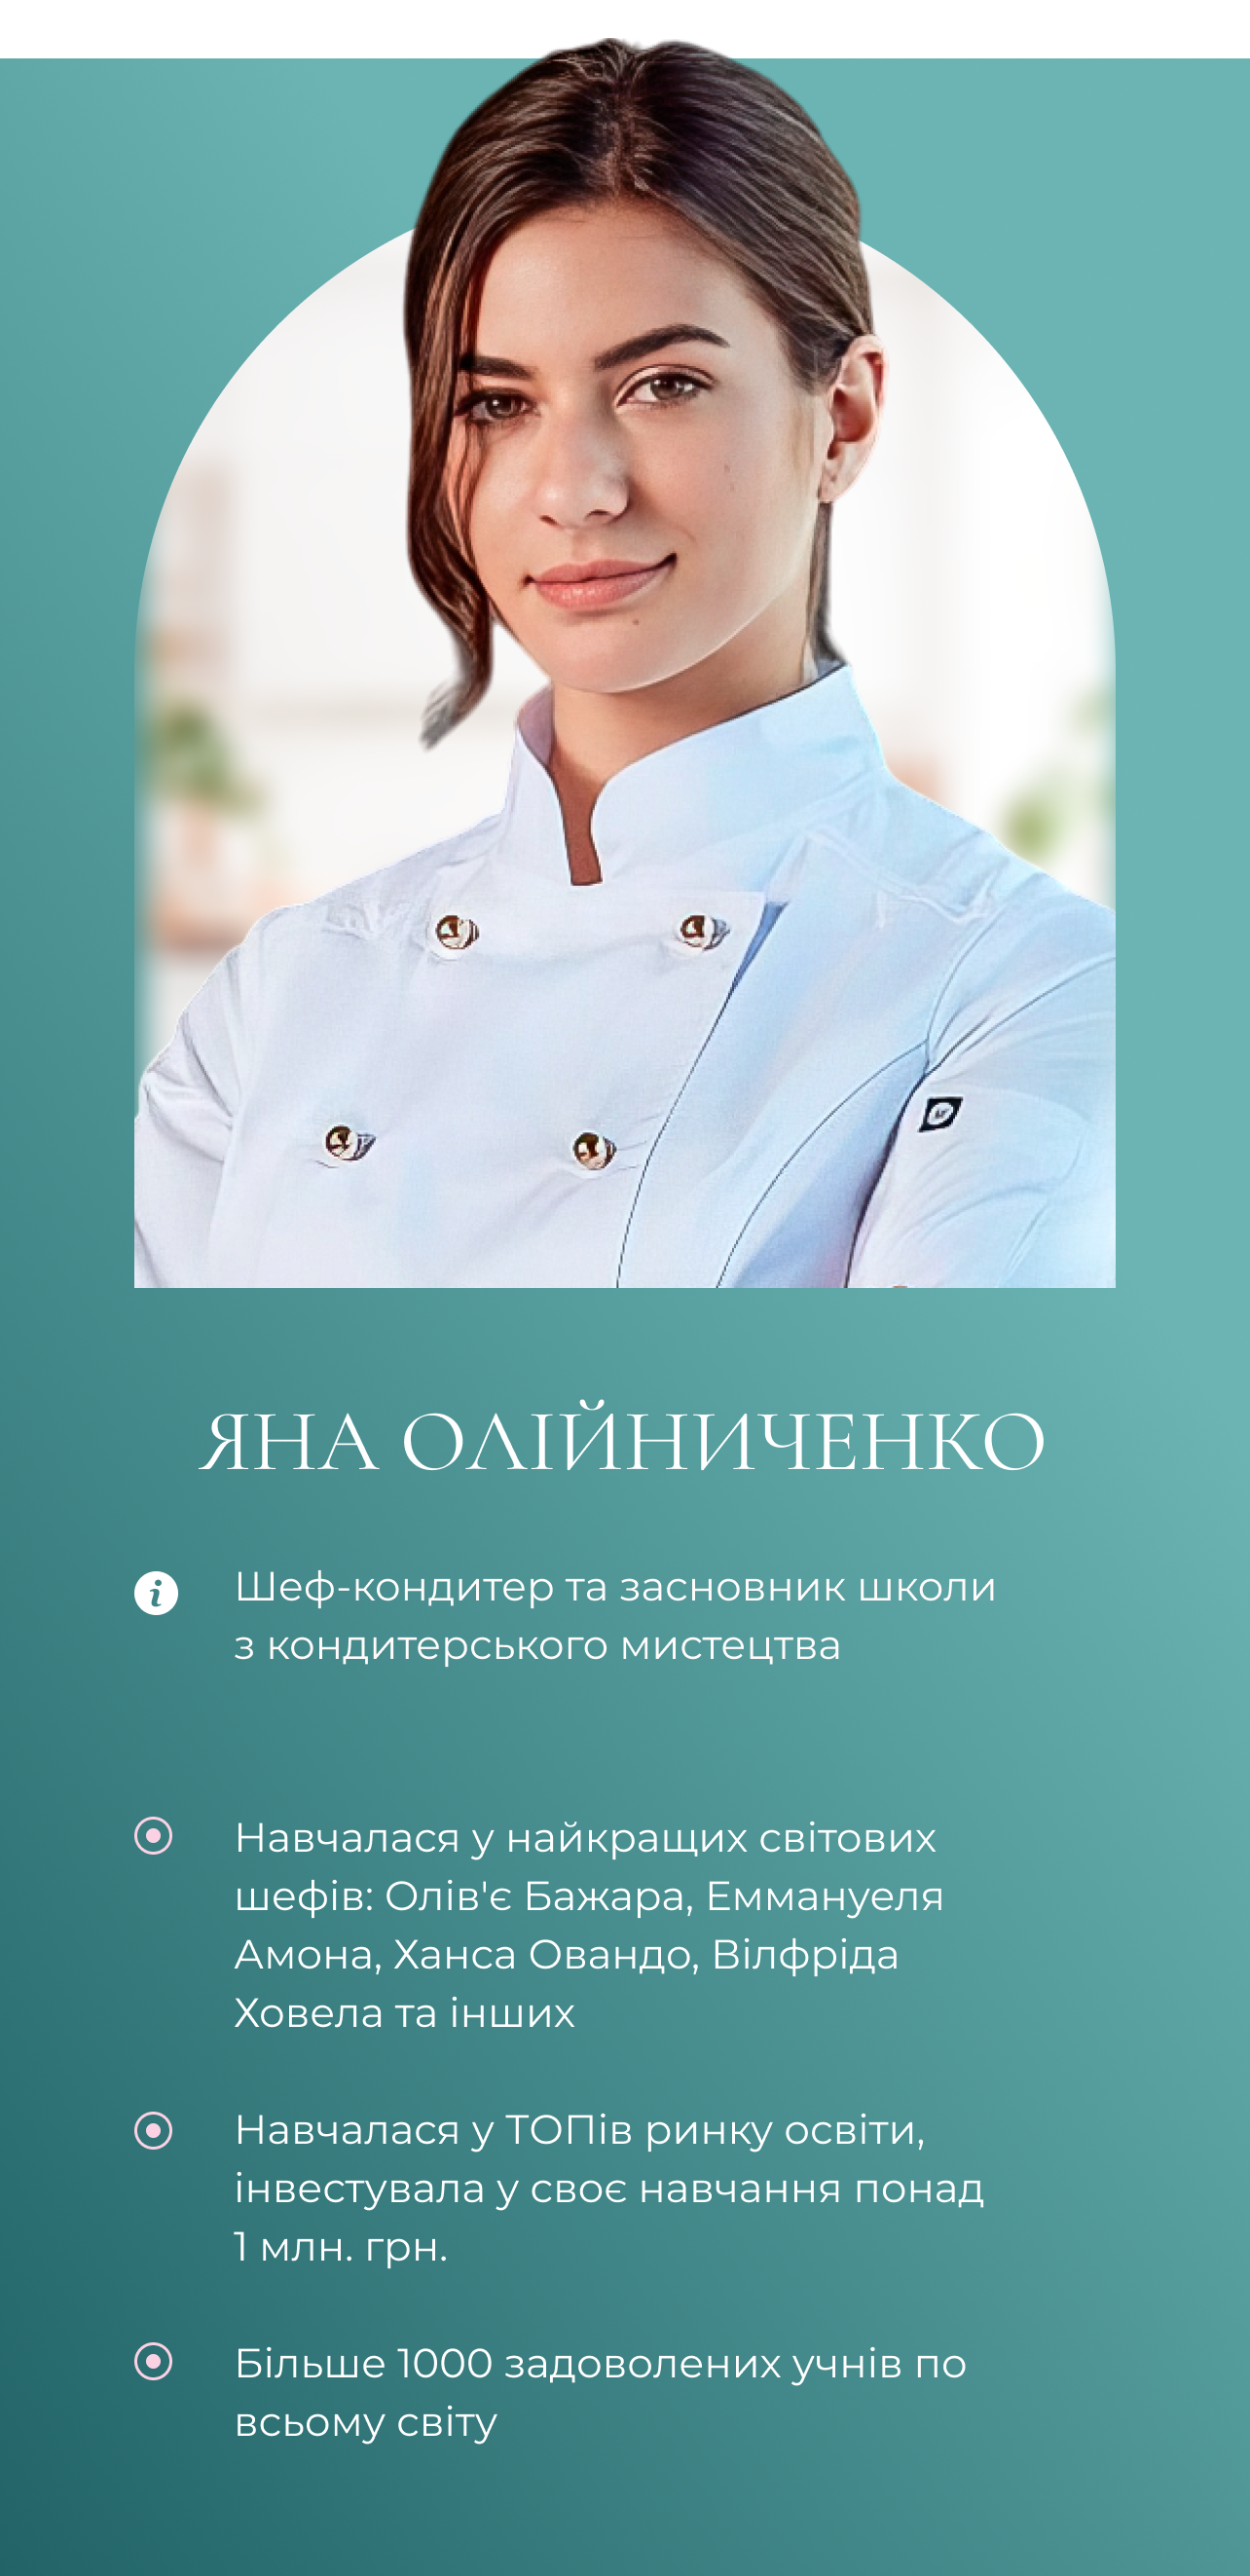 ЯНА ОЛІЙНИЧЕНКО
Шеф-кондитер та засновник школи
з кондитерського мистецтва
Навчалася у найкращих світових
шефів: Олів'є Бажара, Еммануеля
Амона, Ханса Овандо, Вілфріда
Ховела та інших
Навчалася у ТОПів ринку освіти,
інвестувала у своє навчання понад
1 млн. грн.
Більше 1000 задоволених учнів по
всьому світу